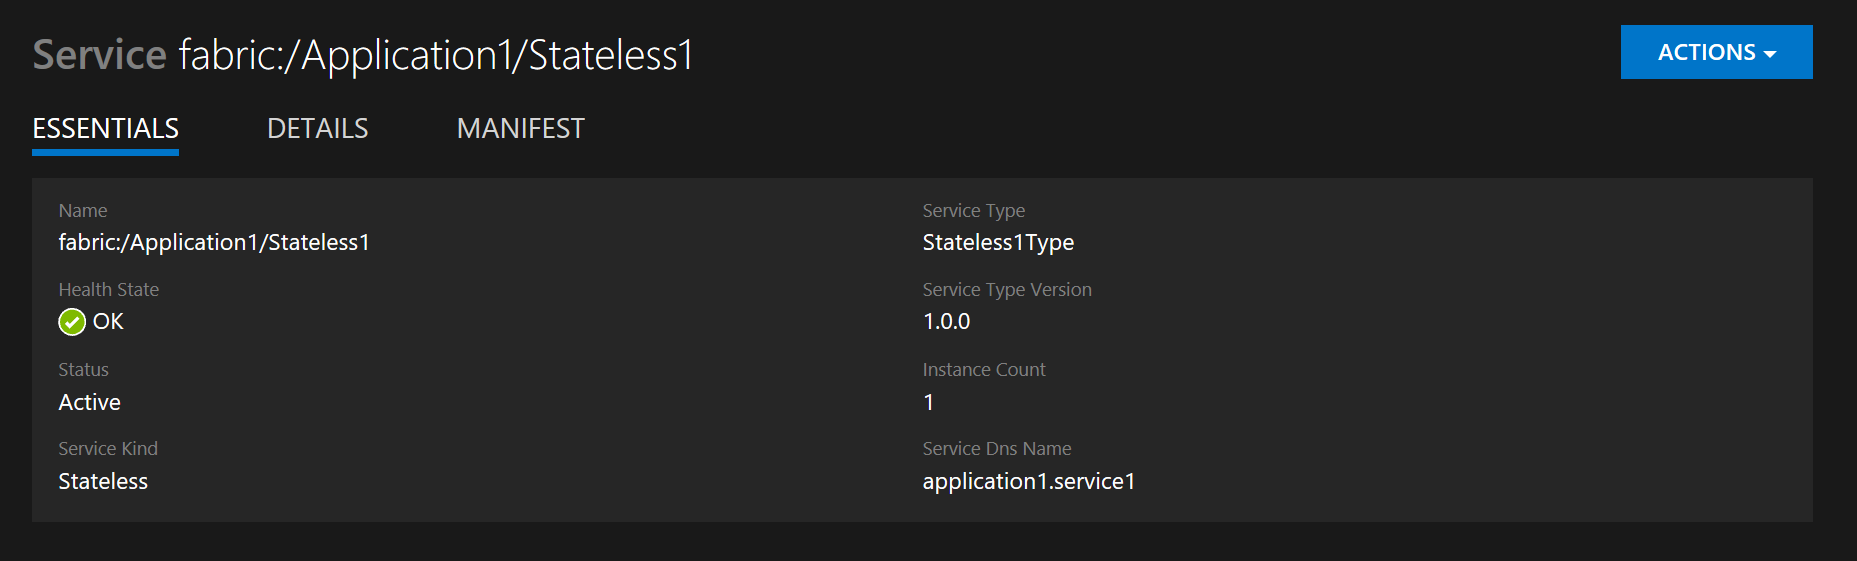 Service fabric:/Application1/Stateless1
ACTIONS
ESSENTIALS DETAILS MANIFEST
Name
fabric:/Application1/Stateless1
Health State
OK
Status
Active
Service Kind
Stateless
Service Type
Stateless1Type
Service Type Version
1.0.0
Instance Count
1
Service Dns Name
application1.service1